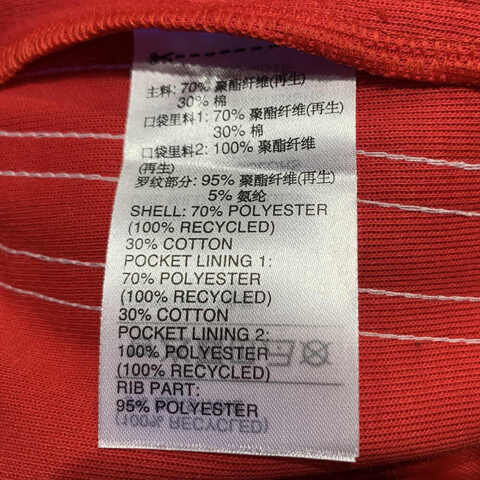 主料: 70% 聚酯纤维(再生)
30% 棉
口袋里料1: 70% 聚酯纤维(再生)
30% 棉
口袋里料2: 100% 聚酯纤维
(再生)
罗纹部分: 95% 聚酯纤维(再生)
5% 氨纶
SHELL: 70% POLYESTER
(100% RECYCLED)
30% COTTON
POCKET LINING 1:
70% POLYESTER
(100% RECYCLED)
30% COTTON
POCKET LINING 2:
100% POLYESTER
(100% RECYCLED)
RIB PART:
95% POLYESTER
(100% RECYCLED)